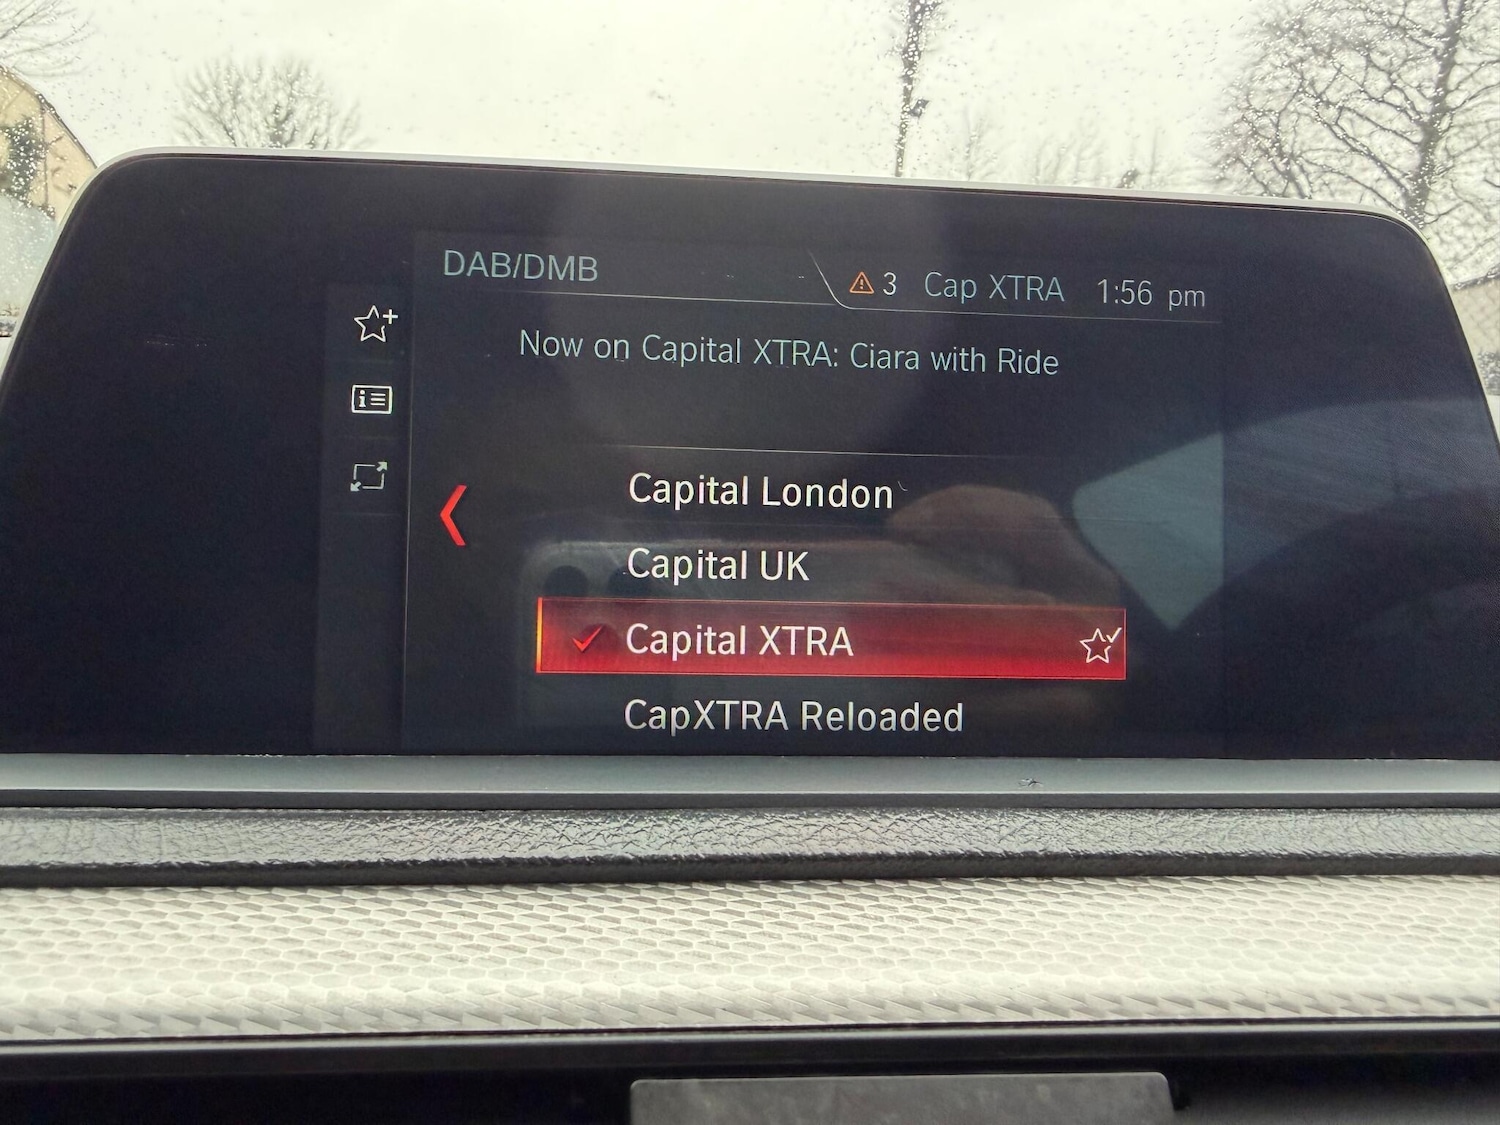 DAB/DMB
3 Cap XTRA 1:56 pm
Now on Capital XTRA: Ciara with Ride
Capital London
Capital UK
Capital XTRA
CapXTRA Reloaded